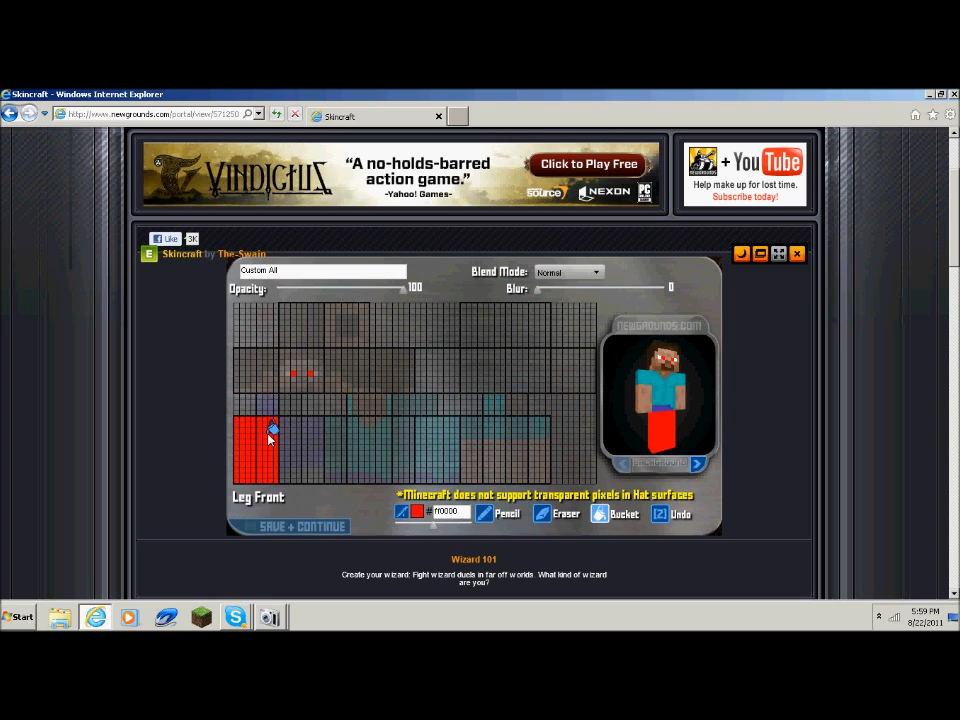 Skincraft - Windows Internet Explorer
http://www.newgrounds.com/portal/view/571250
Skincraft
VINDICTUS
"A no-holds-barred
action game."
-Yahoo! Games-
Click to Play Free
source
NEXON
PC
+ YouTube
Help make up for lost time.
Subscribe today!
Like
3K
E
Skincraft by The-Swain
Custom All
Blend Mode:
Normal
Opacity:
100
Blur:
0
NEWGROUNDS.COM
Leg Front
*Minecraft does not support transparent pixels in Hat surfaces
# ff0000
Pencil
Eraser
Bucket
[Z] Undo
SAVE + CONTINUE
Wizard 101
Create your wizard: Fight wizard duels in far off worlds. What kind of wizard
are you?
Start
5:59 PM
8/22/2011